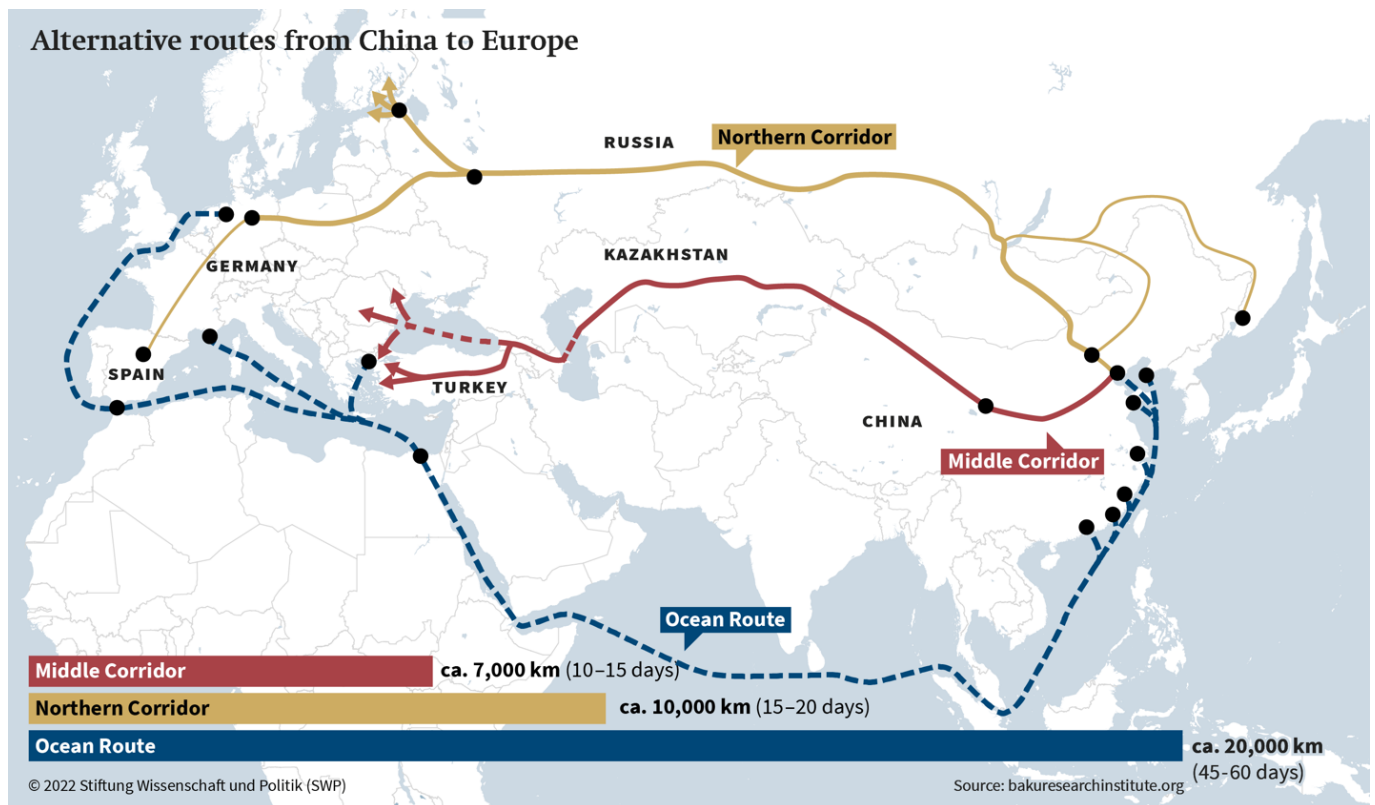 Alternative routes from China to Europe
RUSSIA
Northern Corridor
KAZAKHSTAN
GERMANY
SPAIN
TURKEY
CHINA
Middle Corridor
Ocean Route
Middle Corridor
ca. 7,000 km (10–15 days)
Northern Corridor
ca. 10,000 km (15–20 days)
Ocean Route
ca. 20,000 km
(45-60 days)
© 2022 Stiftung Wissenschaft und Politik (SWP)
Source: bakuresearchinstitute.org